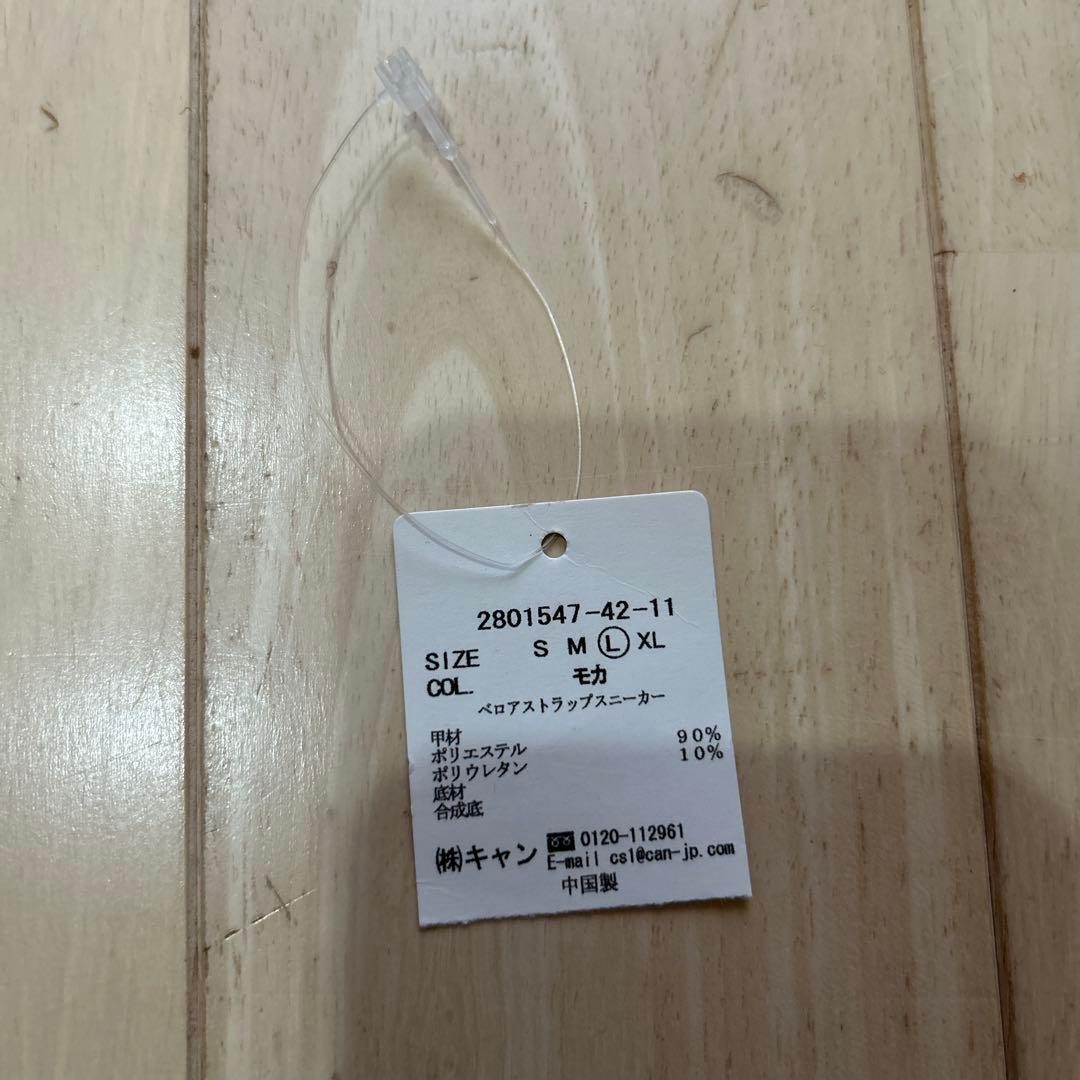 2801547-42-11
SIZE S M L XL
COL. モカ
ベロアストラップスニーカー
甲材
ポリエステル 90%
ポリウレタン 10%
底材
合成底
㈱キャン 0120-112961
E-mail cs1@can-jp.com
中国製